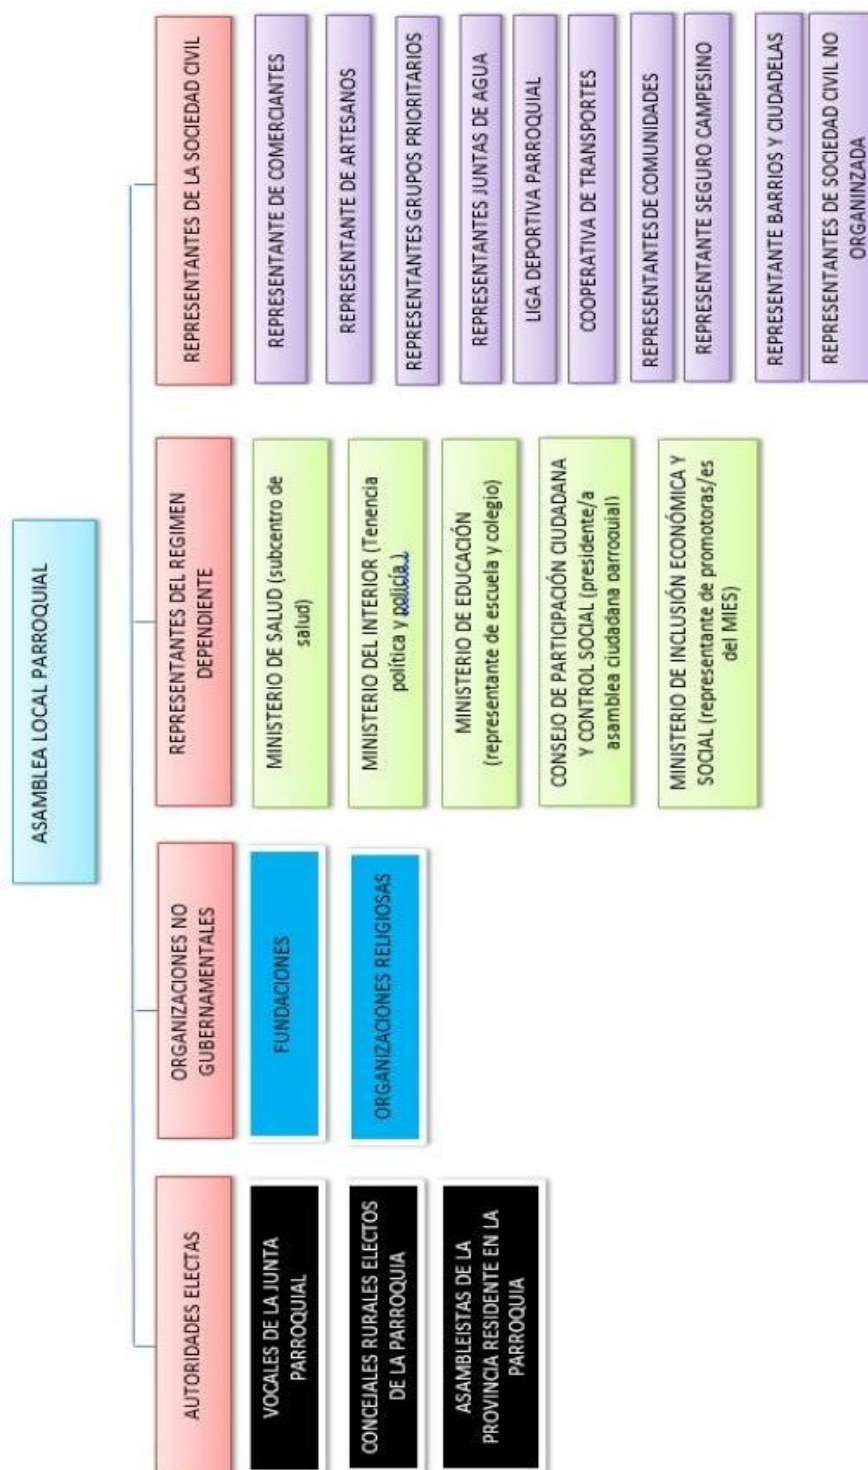 ASAMBLEA LOCAL PARROQUIAL
AUTORIDADES ELECTAS
VOCALES DE LA JUNTA
PARROQUIAL
CONCEJALES RURALES ELECTOS
DE LA PARROQUIA
ASAMBLEISTAS DE LA
PROVINCIA RESIDENTE EN LA
PARROQUIA
ORGANIZACIONES NO
GUBERNAMENTALES
FUNDACIONES
ORGANIZACIONES RELIGIOSAS
REPRESENTANTES DEL REGIMEN
DEPENDIENTE
MINISTERIO DE SALUD (subcentro de
salud)
MINISTERIO DEL INTERIOR (Tenencia
política y policía )
MINISTERIO DE EDUCACIÓN
(representante de escuela y colegio)
CONSEJO DE PARTICIPACIÓN CIUDADANA
Y CONTROL SOCIAL (presidente/a
asamblea ciudadana parroquial)
MINISTERIO DE INCLUSIÓN ECONÓMICA Y
SOCIAL (representante de promotoras/es
del MIES)
REPRESENTANTES DE LA SOCIEDAD CIVIL
REPRESENTANTE DE COMERCIANTES
REPRESENTANTE DE ARTESANOS
REPRESENTANTES GRUPOS PRIORITARIOS
REPRESENTANTES JUNTAS DE AGUA
LIGA DEPORTIVA PARROQUIAL
COOPERATIVA DE TRANSPORTES
REPRESENTANTES DE COMUNIDADES
REPRESENTANTE SEGURO CAMPESINO
REPRESENTANTE BARRIOS Y CIUDADELAS
REPRESENTANTES DE SOCIEDAD CIVIL NO
ORGANINZADA